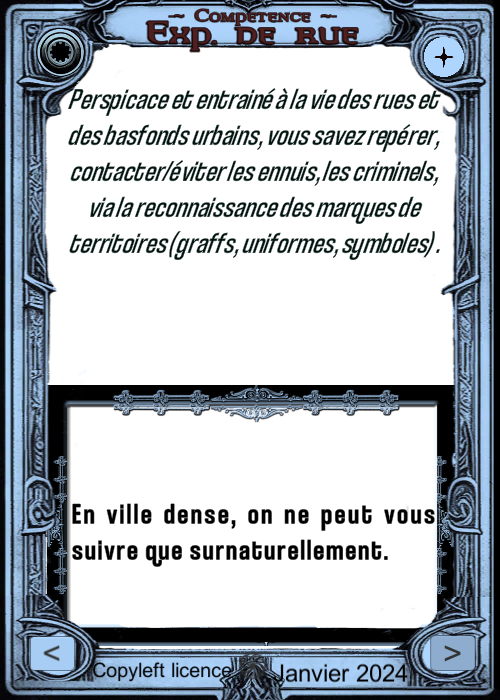 ~ Compétence ~
Exp. de rue
Perspicace et entrainé à la vie des rues et
des basfonds urbains, vous savez repérer,
contacter/éviter les ennuis, les criminels,
via la reconnaissance des marques de
territoires (graffs, uniformes, symboles).
En ville dense, on ne peut vous
suivre que surnaturellement.
< Copyleft licence Janvier 2024 >